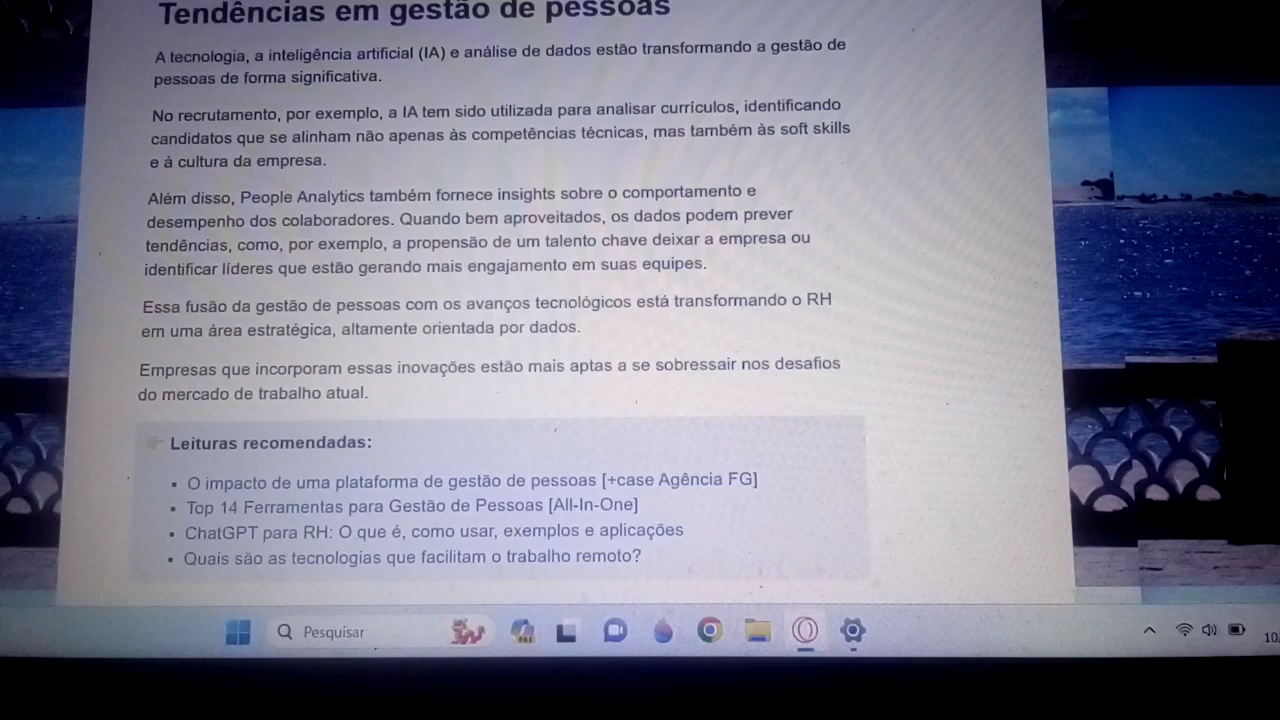 Tendências em gestão de pessoas
A tecnologia, a inteligência artificial (IA) e análise de dados estão transformando a gestão de
pessoas de forma significativa.
No recrutamento, por exemplo, a IA tem sido utilizada para analisar currículos, identificando
candidatos que se alinham não apenas às competências técnicas, mas também às soft skills
e à cultura da empresa.
Além disso, People Analytics também fornece insights sobre o comportamento e
desempenho dos colaboradores. Quando bem aproveitados, os dados podem prever
tendências, como, por exemplo, a propensão de um talento chave deixar a empresa ou
identificar líderes que estão gerando mais engajamento em suas equipes.
Essa fusão da gestão de pessoas com os avanços tecnológicos está transformando o RH
em uma área estratégica, altamente orientada por dados.
Empresas que incorporam essas inovações estão mais aptas a se sobressair nos desafios
do mercado de trabalho atual.
Leituras recomendadas:
• O impacto de uma plataforma de gestão de pessoas [+case Agência FG]
• Top 14 Ferramentas para Gestão de Pessoas [All-In-One]
• ChatGPT para RH: O que é, como usar, exemplos e aplicações
• Quais são as tecnologias que facilitam o trabalho remoto?
Pesquisar
PRE